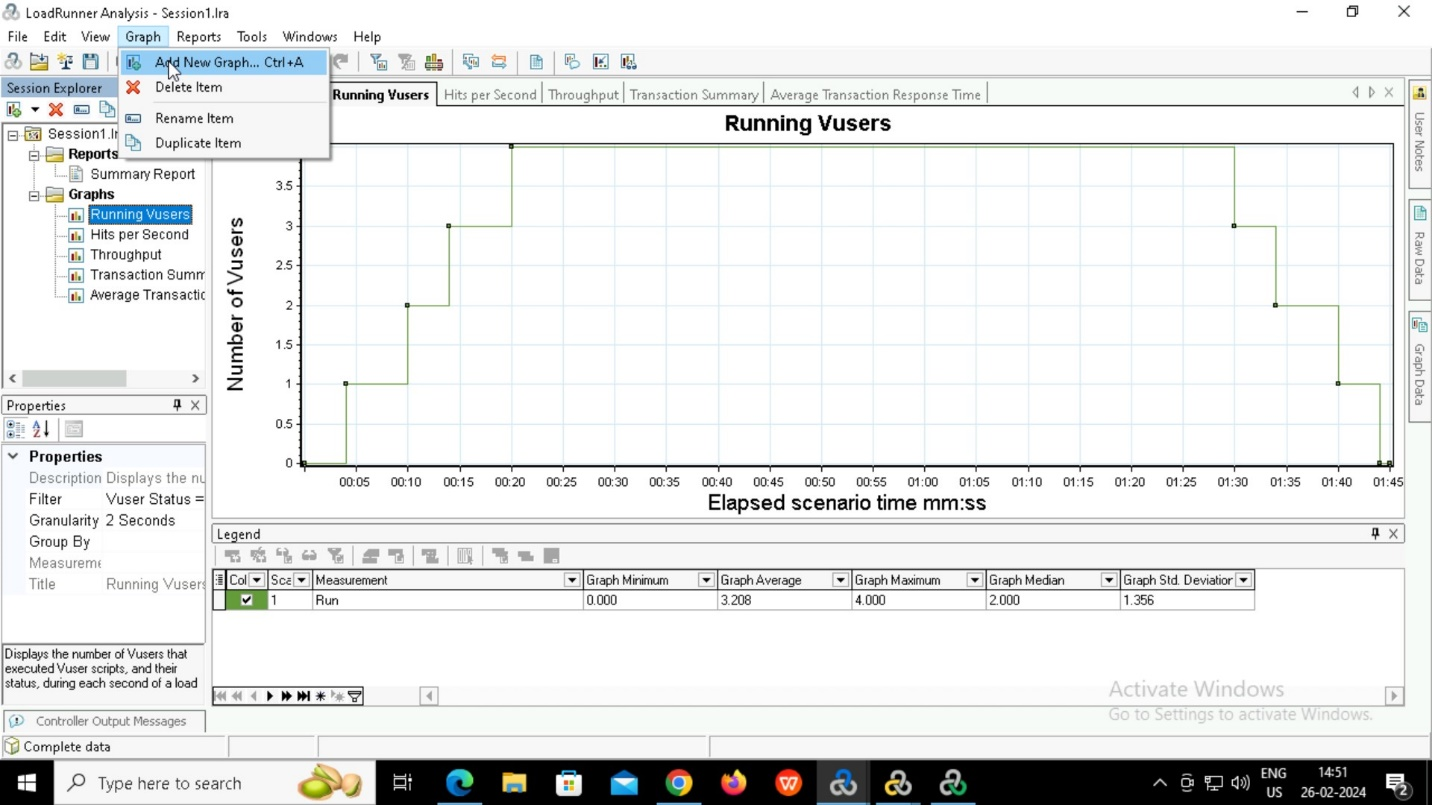 LoadRunner Analysis - Session1.lra
File Edit View Graph Reports Tools Windows Help
Add New Graph... Ctrl+A
Delete Item
Rename Item
Duplicate Item
Session Explorer
Session1.lr
Reports
Summary Report
Graphs
Running Vusers
Hits per Second
Throughput
Transaction Summ
Average Transactic
Running Vusers Hits per Second Throughput Transaction Summary Average Transaction Response Time
Running Vusers
Number of Vusers
3.5
3
2.5
2
1.5
1
0.5
0
00:05 00:10 00:15 00:20 00:25 00:30 00:35 00:40 00:45 00:50 00:55 01:00 01:05 01:10 01:15 01:20 01:25 01:30 01:35 01:40 01:45
Elapsed scenario time mm:ss
User Notes
Raw Data
Graph Data
Properties
Properties
Description Displays the nu
Filter Vuser Status =
Granularity 2 Seconds
Group By
Measureme
Title Running Vusers
Displays the number of Vusers that
executed Vuser scripts, and their
status, during each second of a load
Controller Output Messages
Complete data
Legend
Col Sca Measurement Graph Minimum Graph Average Graph Maximum Graph Median Graph Std. Deviation
1 Run 0.000 3.208 4.000 2.000 1.356
Activate Windows
Go to Settings to activate Windows.
Type here to search
ENG
US
14:51
26-02-2024
2